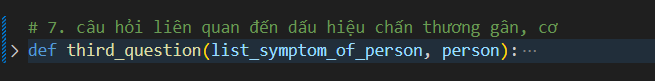 # 7. câu hỏi liên quan đến dấu hiệu chấn thương gân, cơ
def third_question(list_symptom_of_person, person):…